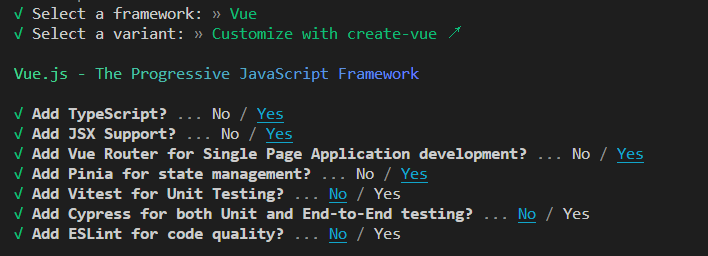 √ Select a framework: » Vue
√ Select a variant: » Customize with create-vue ↗
Vue.js - The Progressive JavaScript Framework
√ Add TypeScript? ... No / Yes
√ Add JSX Support? ... No / Yes
√ Add Vue Router for Single Page Application development? ... No / Yes
√ Add Pinia for state management? ... No / Yes
√ Add Vitest for Unit Testing? ... No / Yes
√ Add Cypress for both Unit and End-to-End testing? ... No / Yes
√ Add ESLint for code quality? ... No / Yes